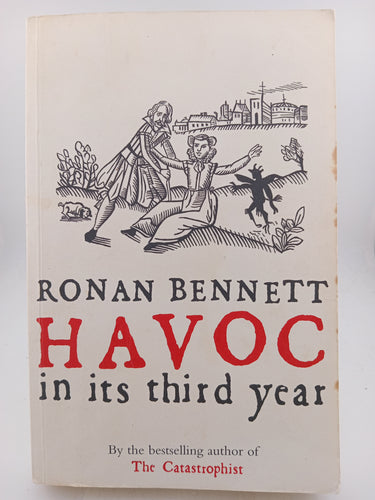 RONAN BENNETT
HAVOC
in its third year
By the bestselling author of
The Catastrophist